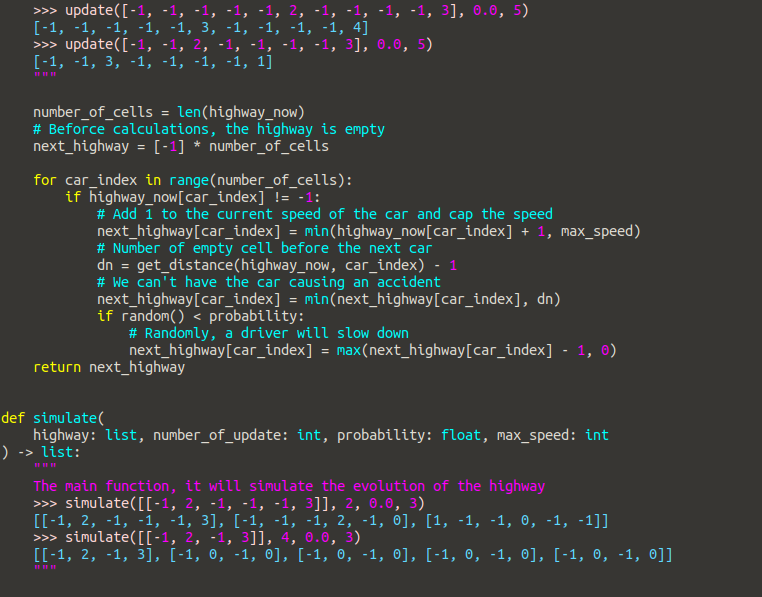 >>> update([-1, -1, -1, -1, -1, 2, -1, -1, -1, -1, 3], 0.0, 5)
    [-1, -1, -1, -1, -1, 3, -1, -1, -1, -1, 4]
    >>> update([-1, -1, 2, -1, -1, -1, -1, 3], 0.0, 5)
    [-1, -1, 3, -1, -1, -1, -1, 1]
    """

    number_of_cells = len(highway_now)
    # Beforce calculations, the highway is empty
    next_highway = [-1] * number_of_cells

    for car_index in range(number_of_cells):
        if highway_now[car_index] != -1:
            # Add 1 to the current speed of the car and cap the speed
            next_highway[car_index] = min(highway_now[car_index] + 1, max_speed)
            # Number of empty cell before the next car
            dn = get_distance(highway_now, car_index) - 1
            # We can't have the car causing an accident
            next_highway[car_index] = min(next_highway[car_index], dn)
            if random() < probability:
                # Randomly, a driver will slow down
                next_highway[car_index] = max(next_highway[car_index] - 1, 0)
    return next_highway


def simulate(
    highway: list, number_of_update: int, probability: float, max_speed: int
) -> list:
    """
    The main function, it will simulate the evolution of the highway
    >>> simulate([[-1, 2, -1, -1, -1, 3]], 2, 0.0, 3)
    [[-1, 2, -1, -1, -1, 3], [-1, -1, -1, 2, -1, 0], [1, -1, -1, 0, -1, -1]]
    >>> simulate([[-1, 2, -1, 3]], 4, 0.0, 3)
    [[-1, 2, -1, 3], [-1, 0, -1, 0], [-1, 0, -1, 0], [-1, 0, -1, 0], [-1, 0, -1, 0]]
    """